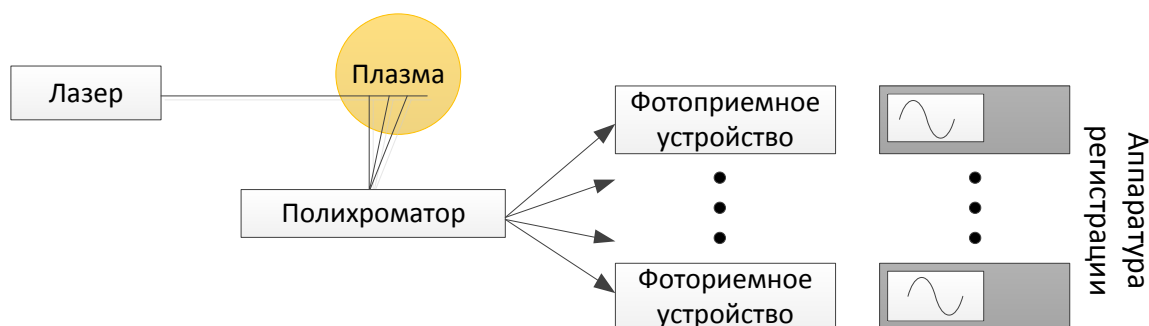 Лазер
Плазма
Полихроматор
Фотоприемное
устройство
Фоториемное
устройство
Аппаратура
регистрации